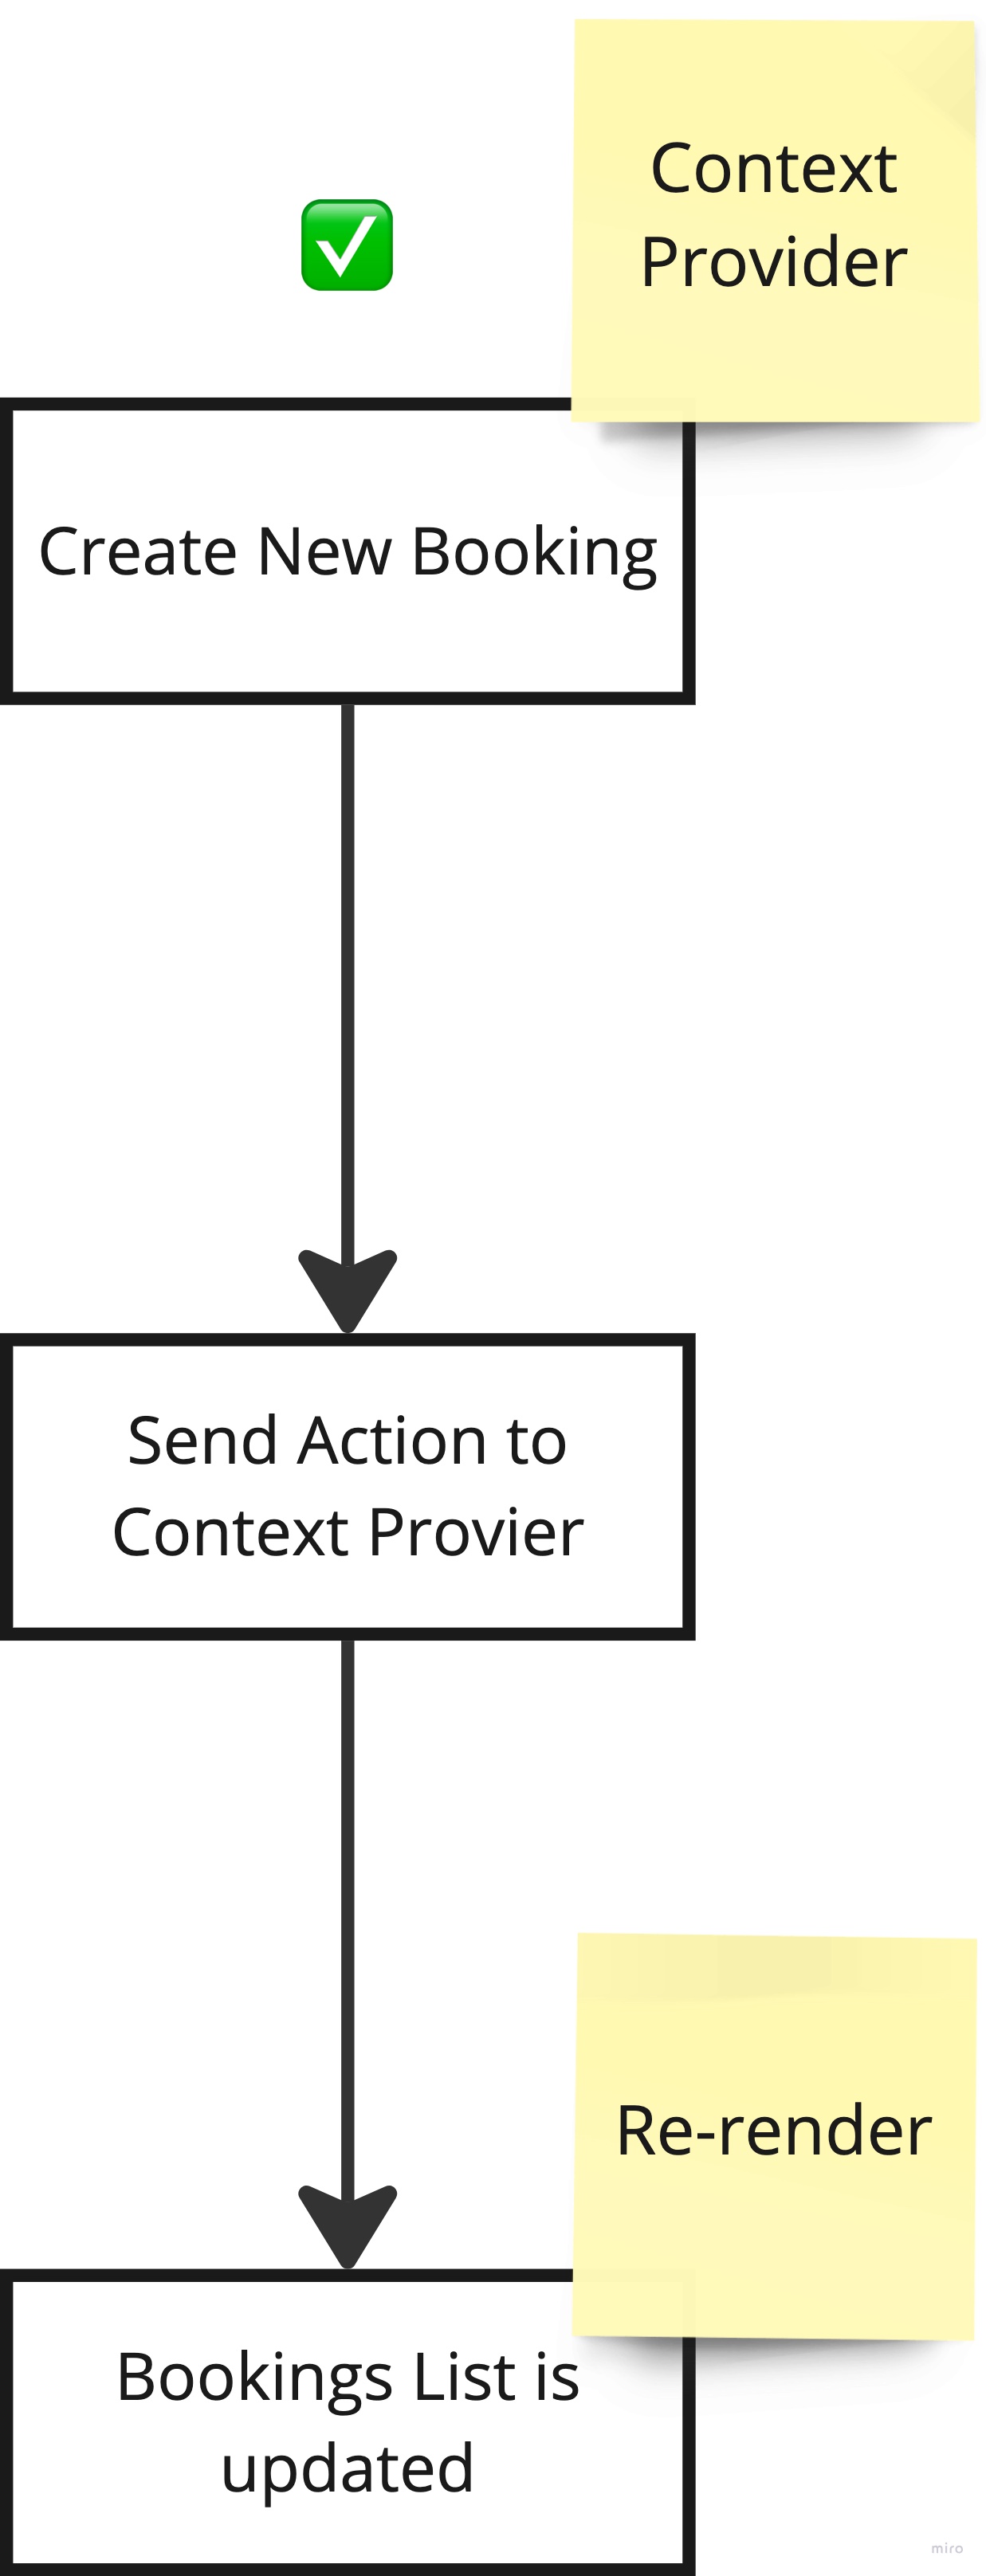 Context
Provider
Create New Booking
Send Action to
Context Provier
Re-render
Bookings List is
updated
miro